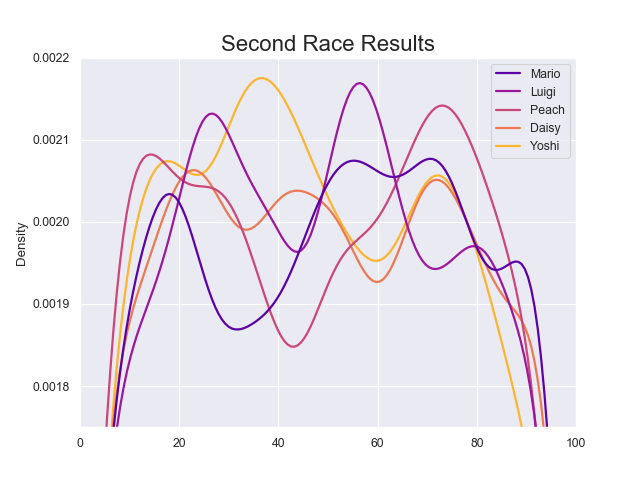 Second Race Results
0.0022
0.0021
0.0020
0.0019
0.0018
Density
0 20 40 60 80 100
Mario
Luigi
Peach
Daisy
Yoshi